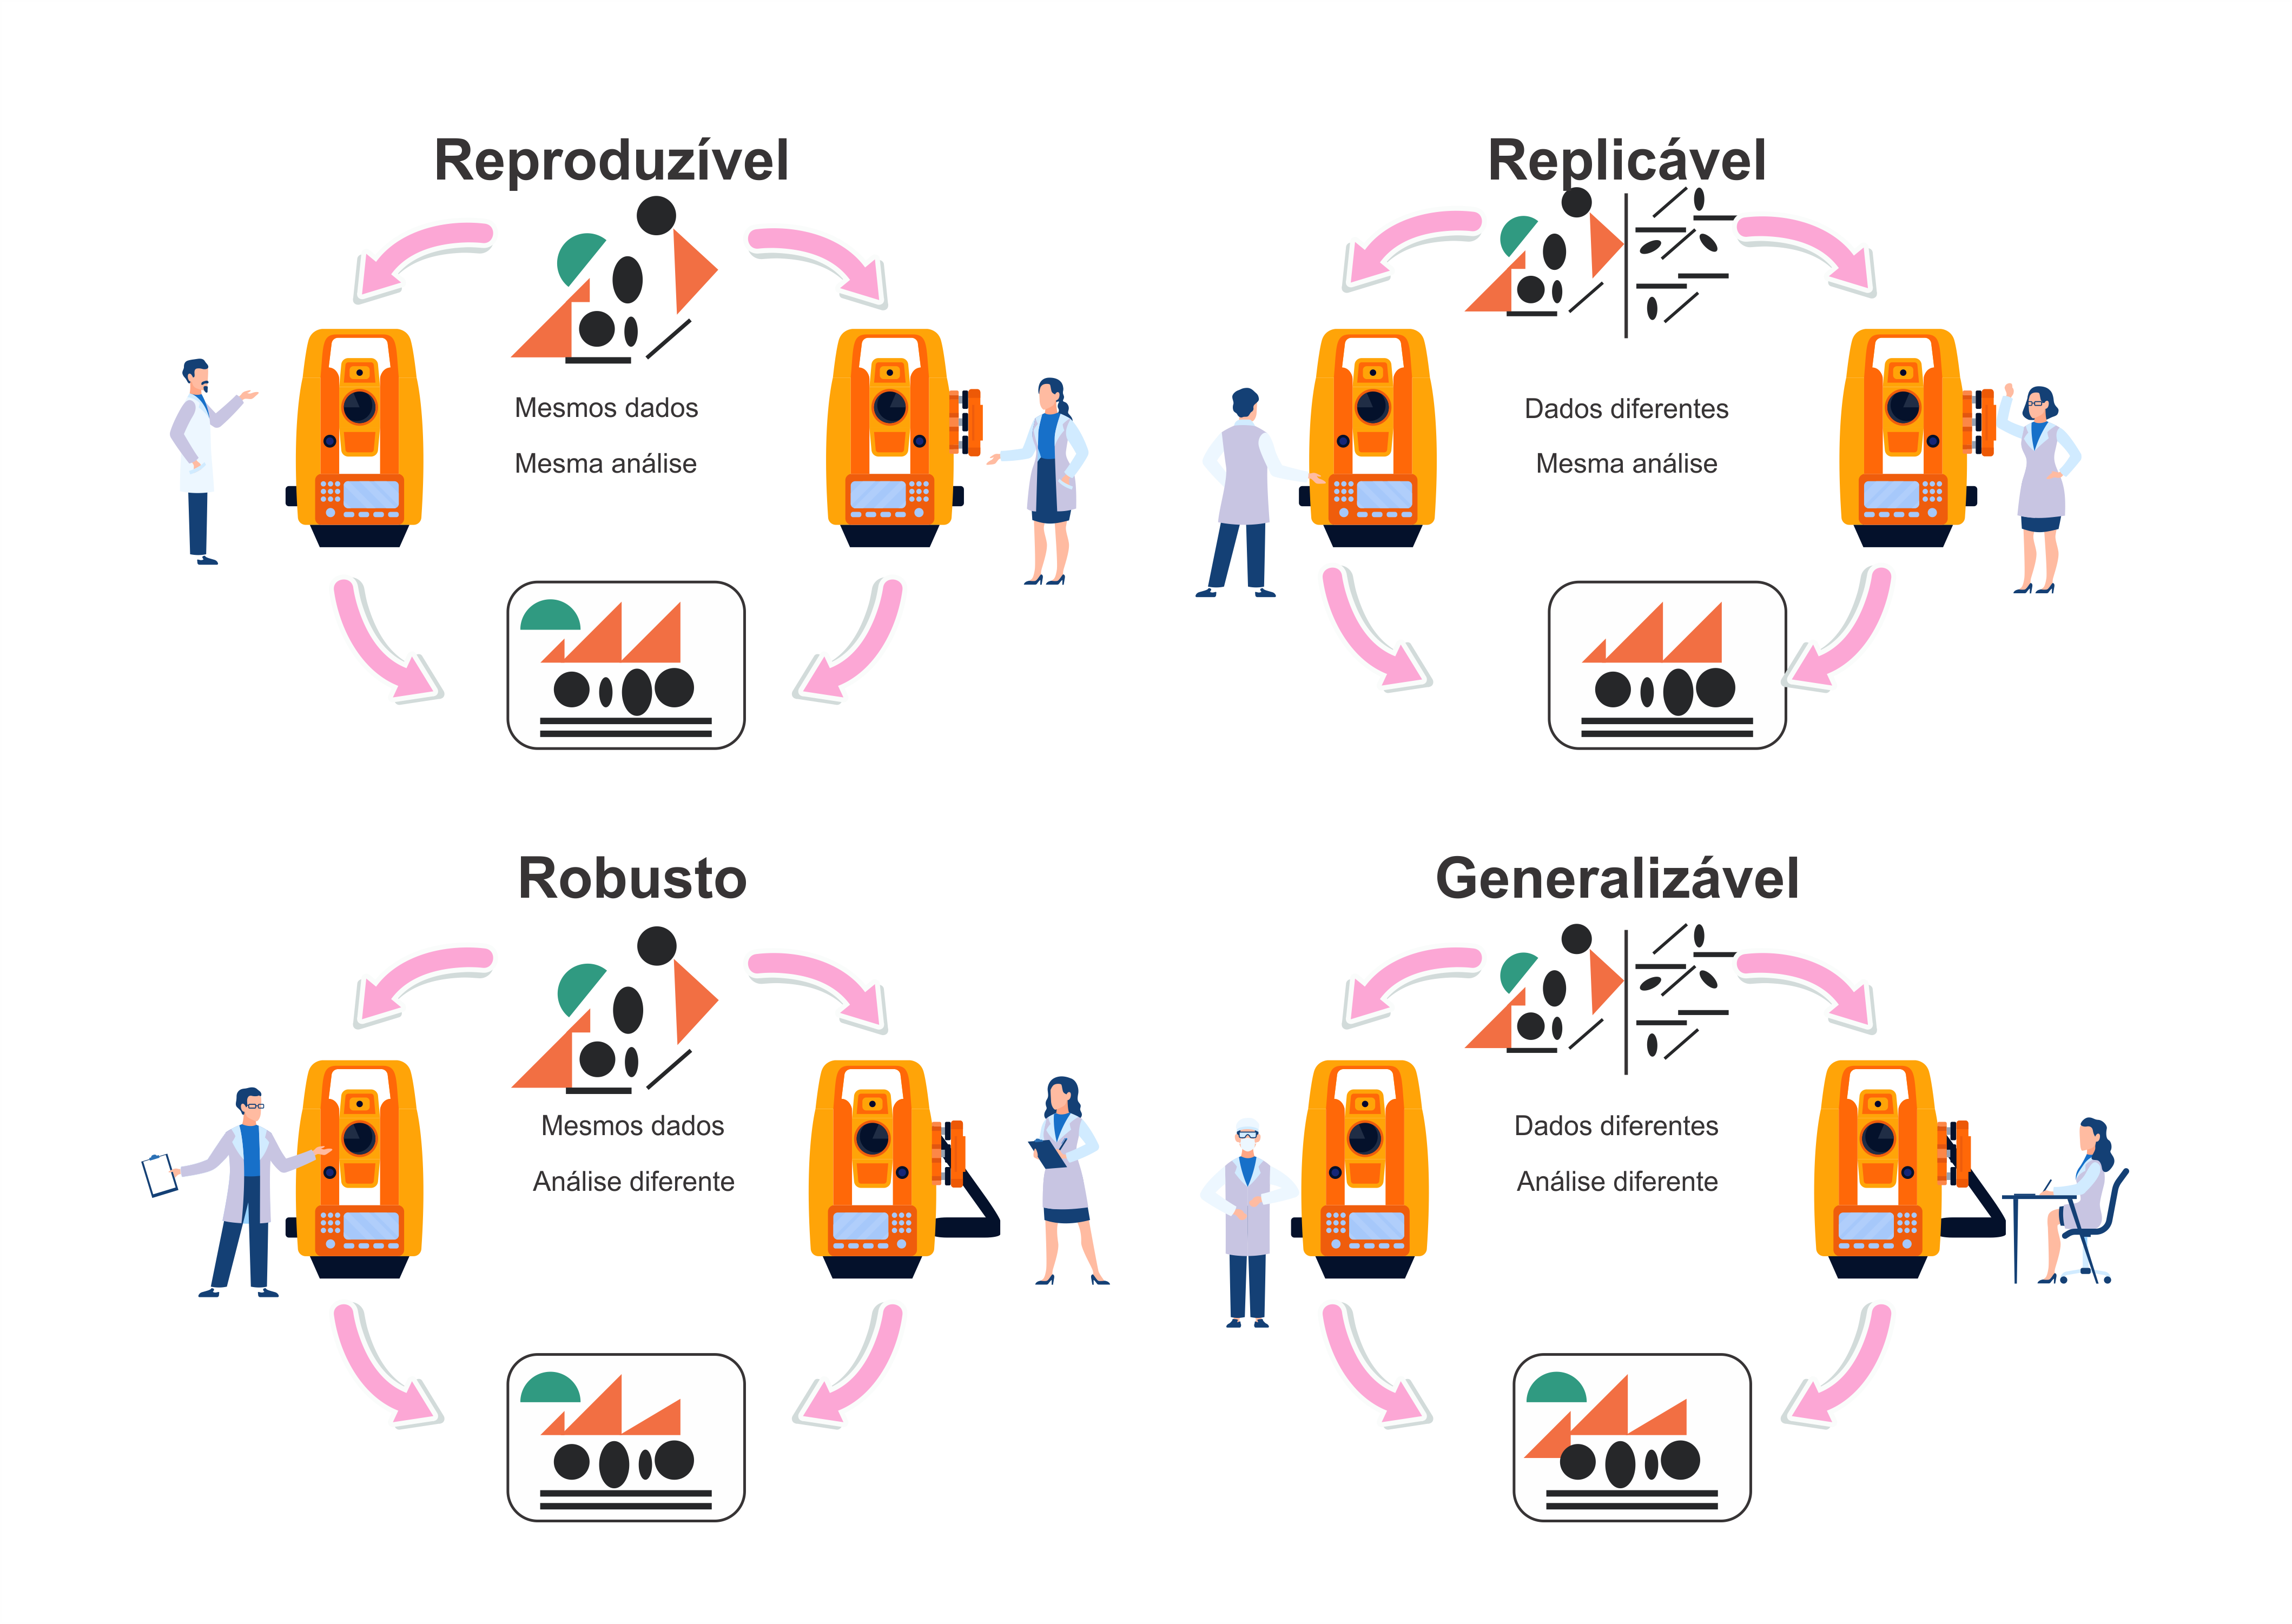 Reproduzível
Mesmos dados
Mesma análise
Replicável
Dados diferentes
Mesma análise
Robusto
Mesmos dados
Análise diferente
Generalizável
Dados diferentes
Análise diferente